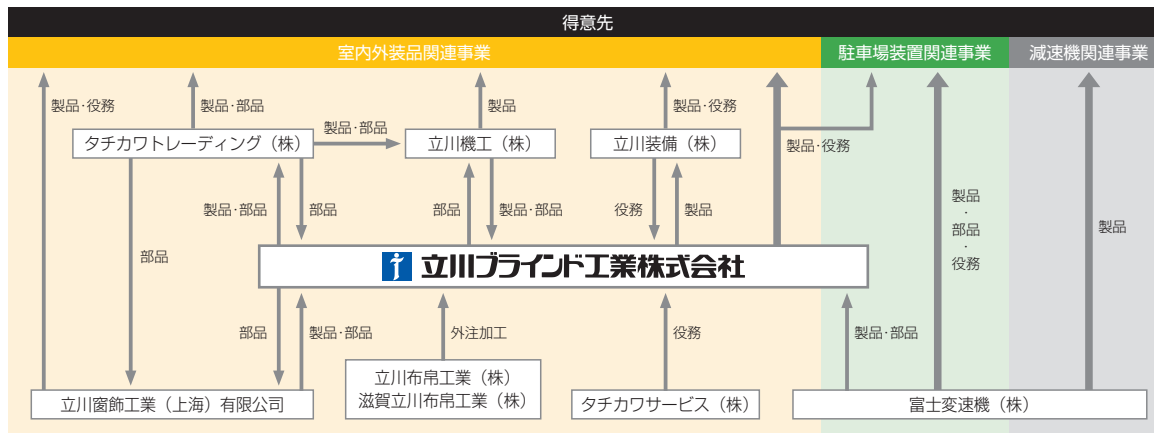 得意先
室内外装品関連事業
駐車場装置関連事業
減速機関連事業
製品・役務
製品・部品
製品
製品・役務
製品・部品
製品・役務
タチカワトレーディング（株）
立川機工（株）
立川装備（株）
製品・部品
部品
部品
製品・部品
役務
製品
製品・部品・役務
製品
部品
立川ブラインド工業株式会社
部品
製品・部品
外注加工
役務
製品・部品
立川窗飾工業（上海）有限公司
立川布帛工業（株）
滋賀立川布帛工業（株）
タチカワサービス（株）
富士変速機（株）